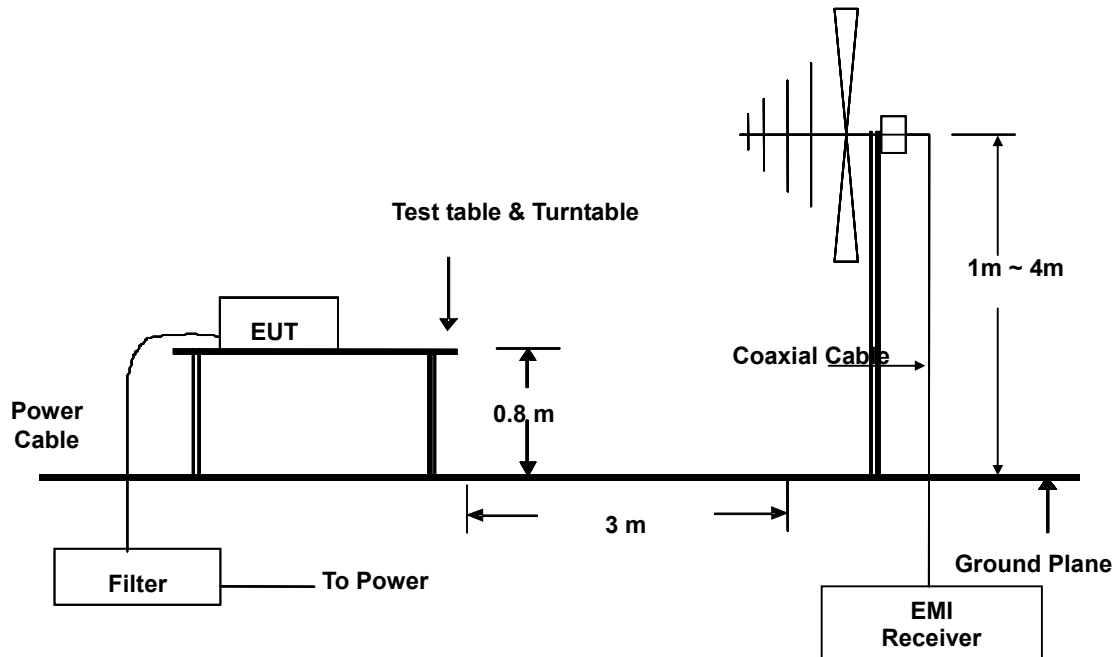 Test table & Turntable
1m ~ 4m
EUT
Coaxial Cable
Power
Cable
0.8 m
3 m
Ground Plane
Filter
To Power
EMI
Receiver